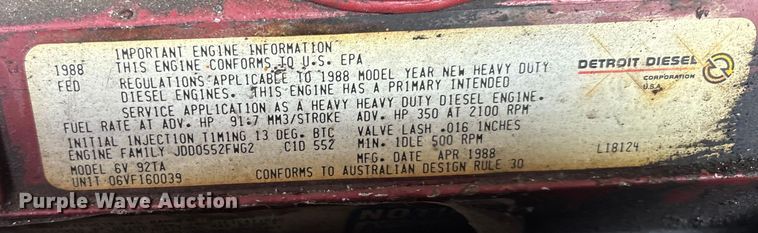 IMPORTANT ENGINE INFORMATION
1988 THIS ENGINE CONFORMS TO U.S. EPA
FED REGULATIONS APPLICABLE TO 1988 MODEL YEAR NEW HEAVY DUTY
DIESEL ENGINES. THIS ENGINE HAS A PRIMARY INTENDED
SERVICE APPLICATION AS A HEAVY HEAVY DUTY DIESEL ENGINE.
FUEL RATE AT ADV. HP 91.7 MM3/STROKE ADV. HP 350 AT 2100 RPM
INITIAL INJECTION TIMING 13 DEG. BTC VALVE LASH .016 INCHES
ENGINE FAMILY JDD0552FWG2 CID 552 MIN. IDLE 500 RPM
MODEL 6V 92TA MFG. DATE APR 1988
UNIT 06VF160039 CONFORMS TO AUSTRALIAN DESIGN RULE 30
DETROIT DIESEL
CORPORATION
U.S.A.
L18124
Purple Wave Auction